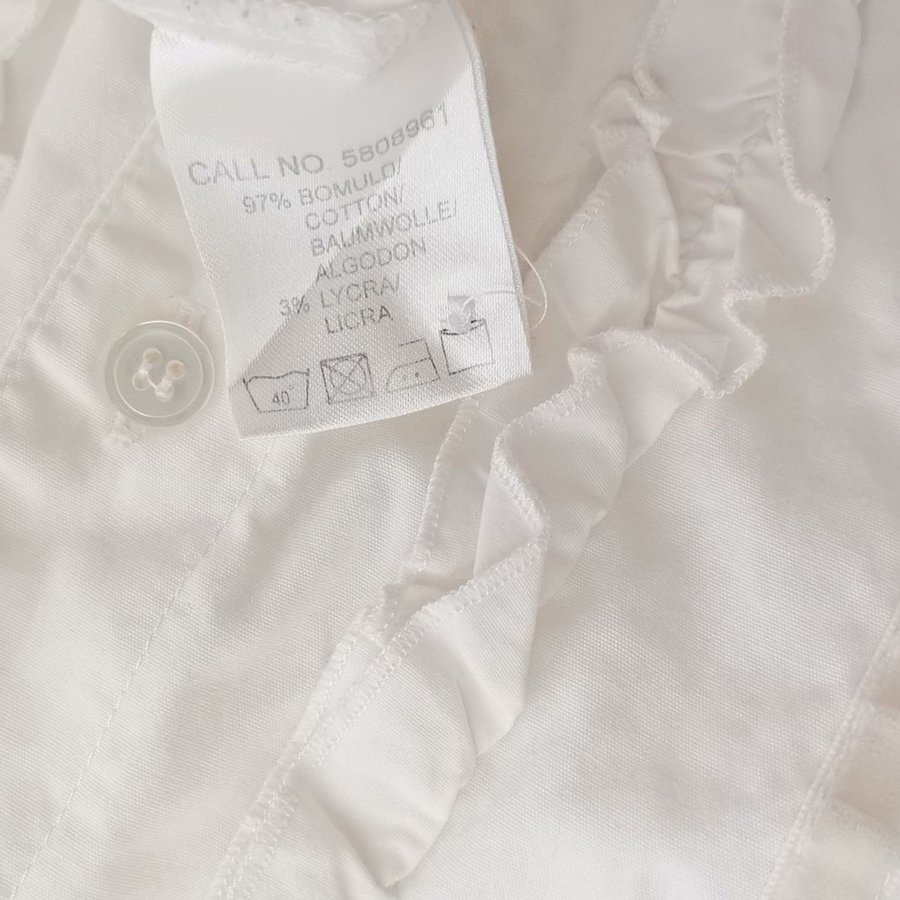 CALL NO 5808961
97% BOMULD/
COTTON/
BAUMWOLLE/
ALGODON
3% LYCRA/
LICRA
40°